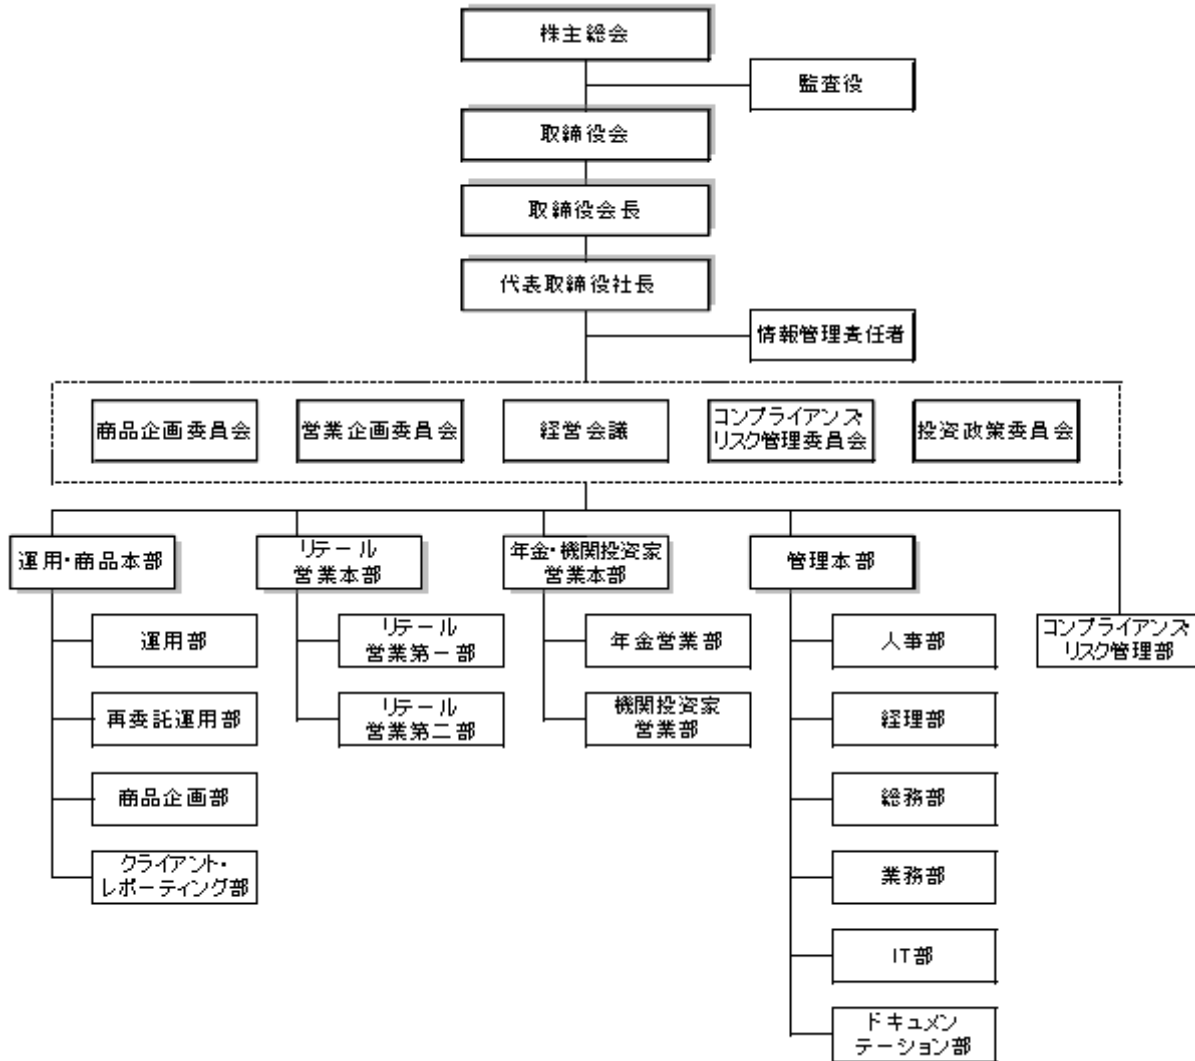 株主総会
監査役
取締役会
取締役会長
代表取締役社長
情報管理責任者
商品企画委員会
営業企画委員会
経営会議
コンプライアンス・
リスク管理委員会
投資政策委員会
運用・商品本部
リテール
営業本部
年金・機関投資家
営業本部
管理本部
運用部
リテール
営業第一部
年金営業部
人事部
コンプライアンス・
リスク管理部
再委託運用部
リテール
営業第二部
機関投資家
営業部
経理部
商品企画部
総務部
クライアント・
レポーティング部
業務部
IT部
ドキュメン
テーション部